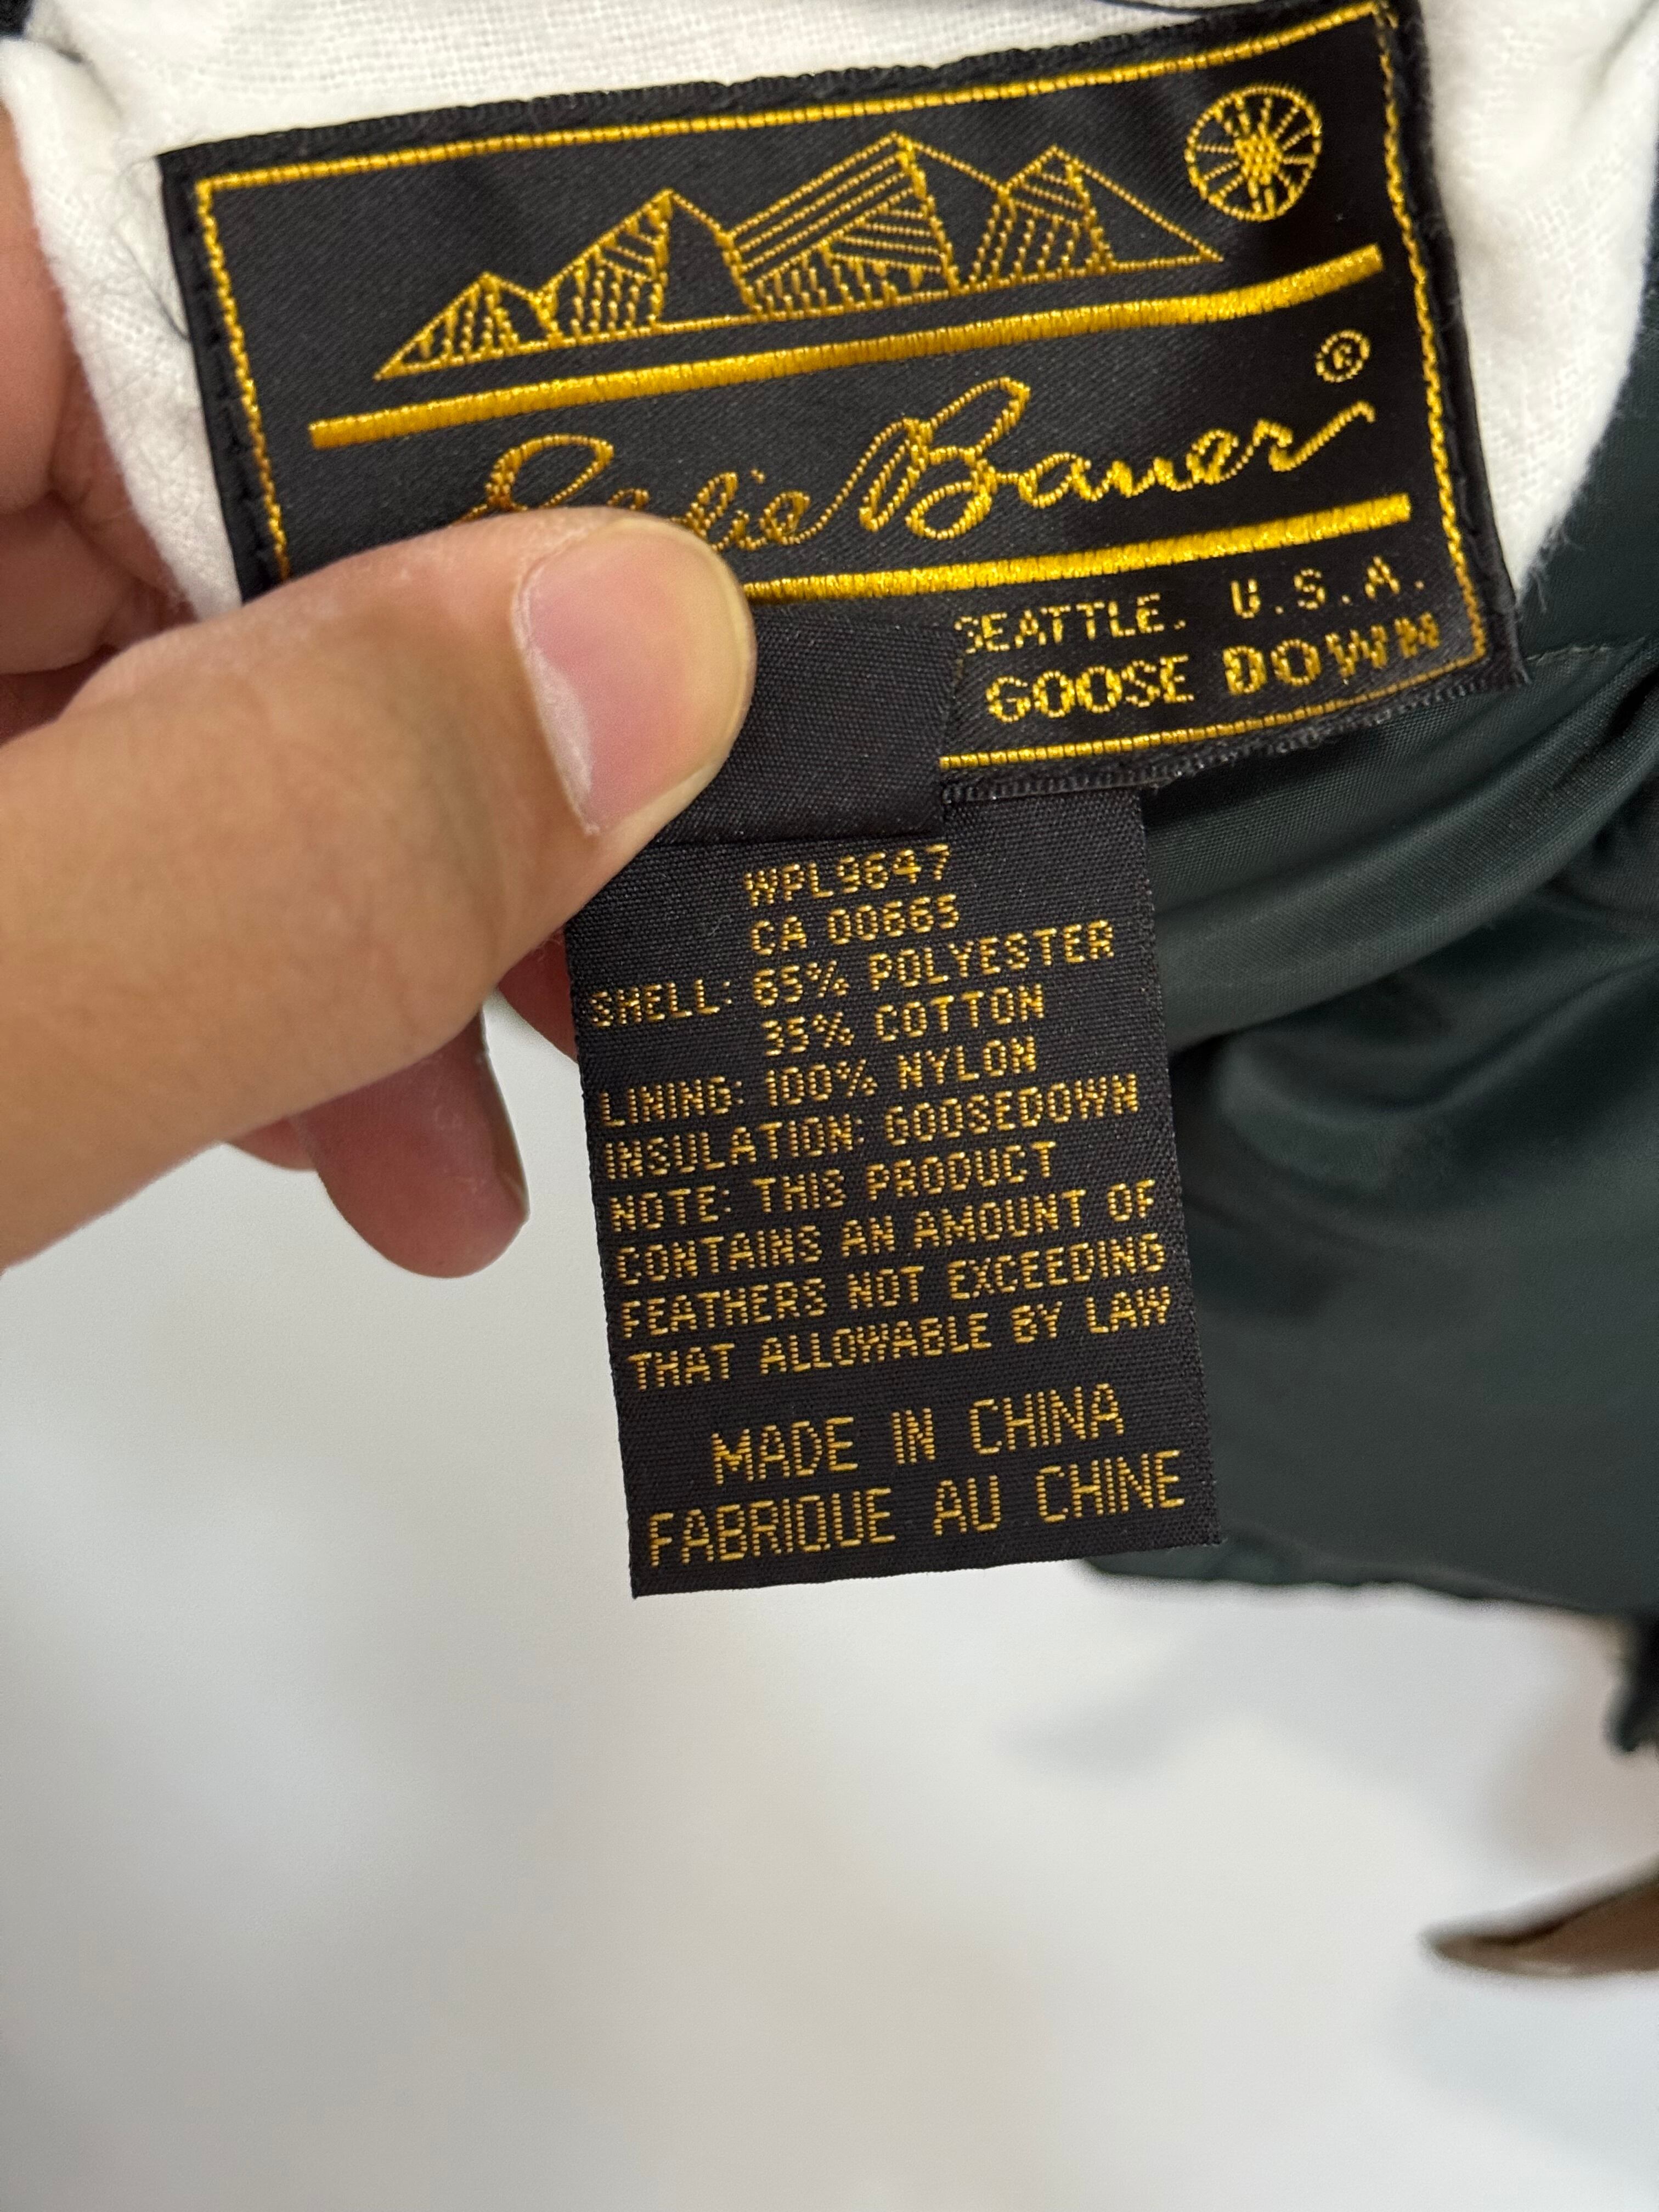 Eddie Bauer ®
SEATTLE, U.S.A.
GOOSE DOWN
WPL9647
CA 00665
SHELL: 65% POLYESTER
35% COTTON
LINING: 100% NYLON
INSULATION: GOOSEDOWN
NOTE: THIS PRODUCT
CONTAINS AN AMOUNT OF
FEATHERS NOT EXCEEDING
THAT ALLOWABLE BY LAW
MADE IN CHINA
FABRIQUE AU CHINE